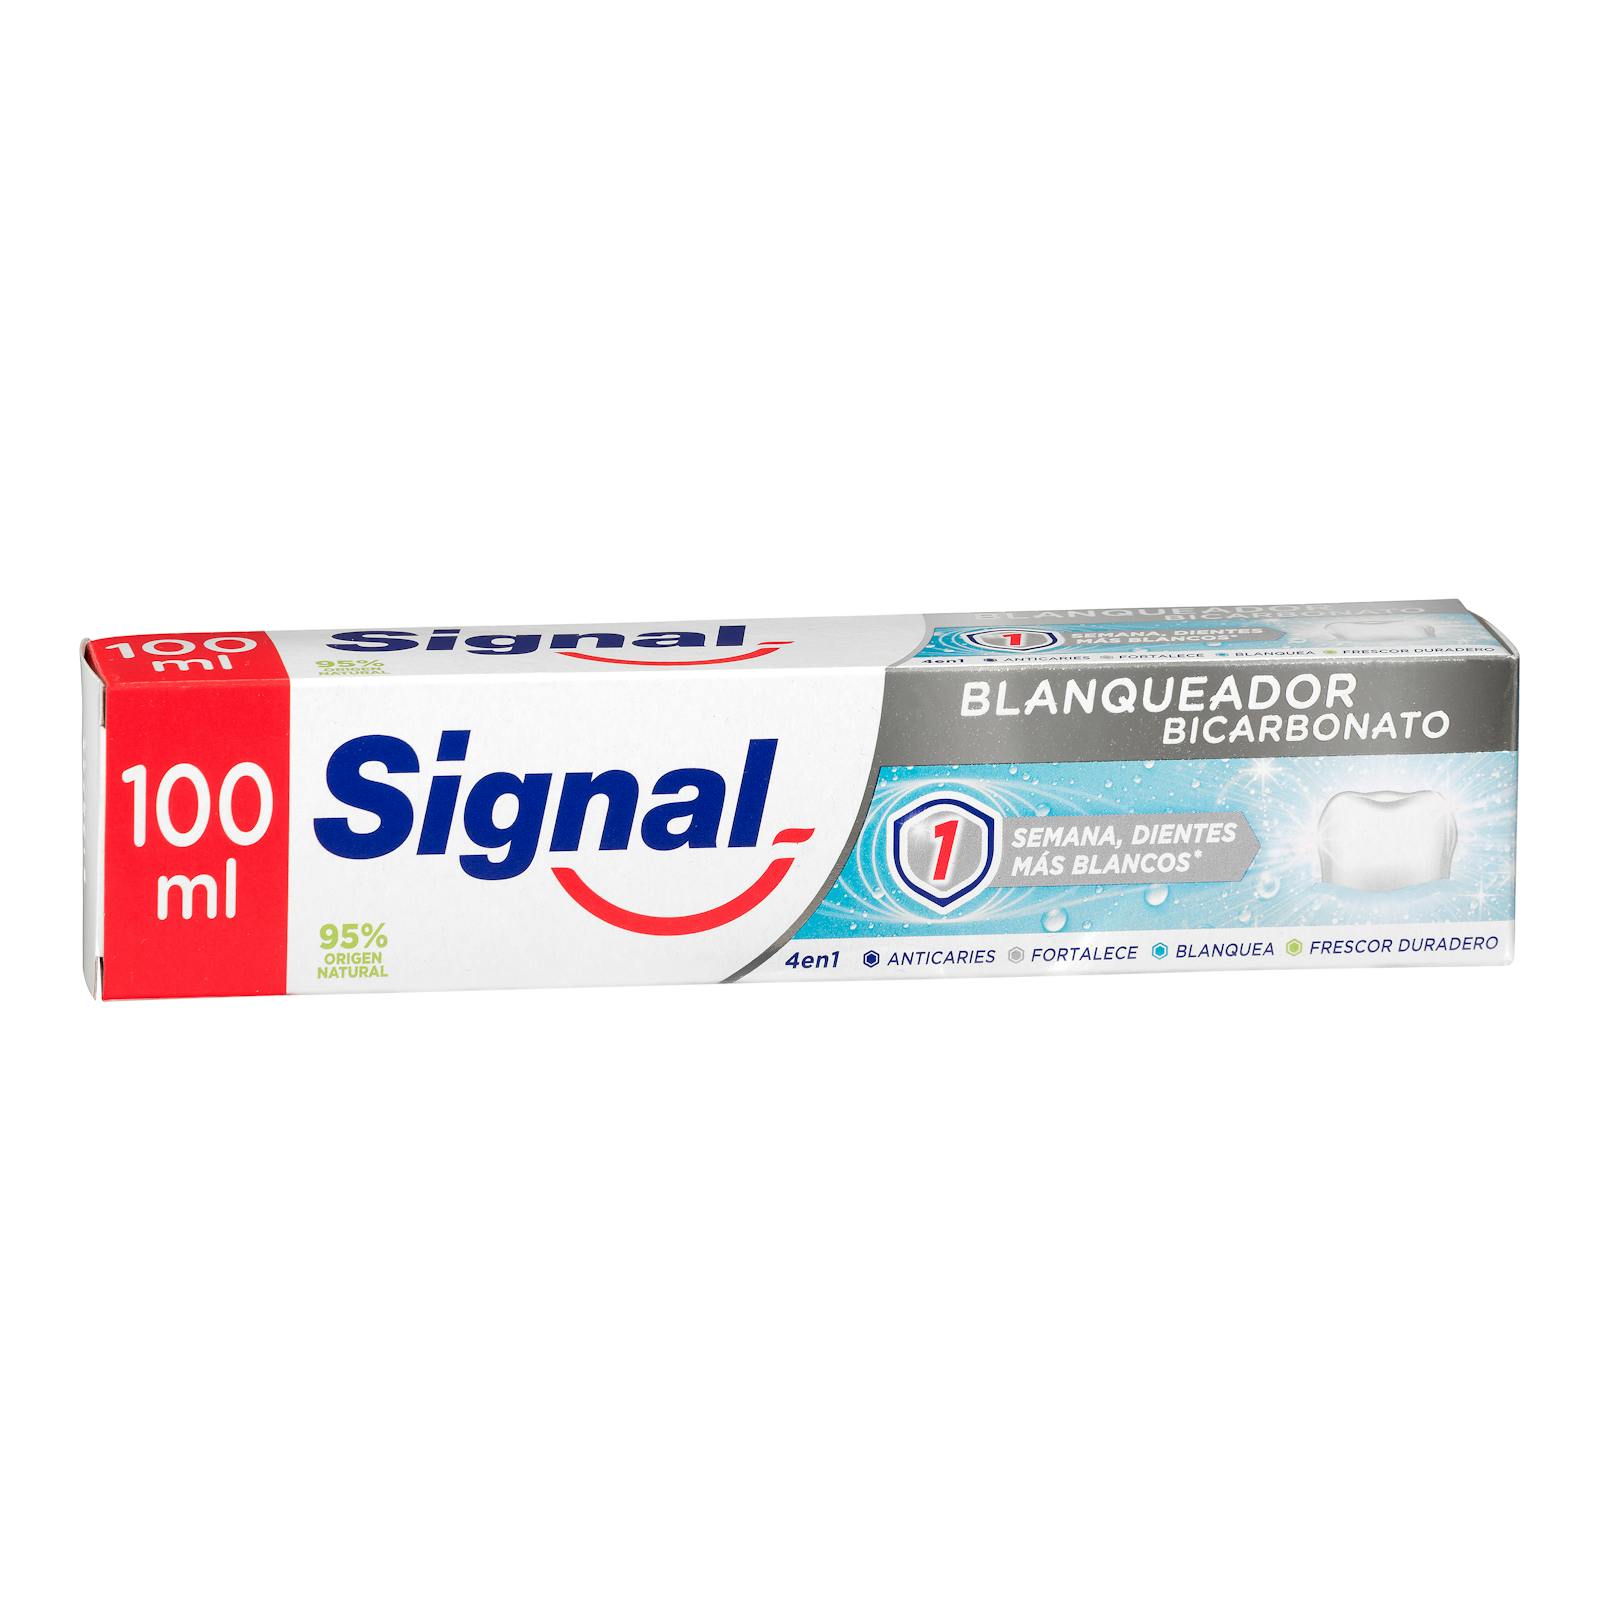 100
ml
Signal
95%
ORIGEN
NATURAL
BLANQUEADOR
BICARBONATO
1
SEMANA, DIENTES
MÁS BLANCOS*
4en1 ANTICARIES FORTALECE BLANQUEA FRESCOR DURADERO
100
ml
Signal
95%
ORIGEN
NATURAL
BLANQUEADOR
BICARBONATO
1
SEMANA, DIENTES
MÁS BLANCOS*
4en1 ANTICARIES FORTALECE BLANQUEA FRESCOR DURADERO